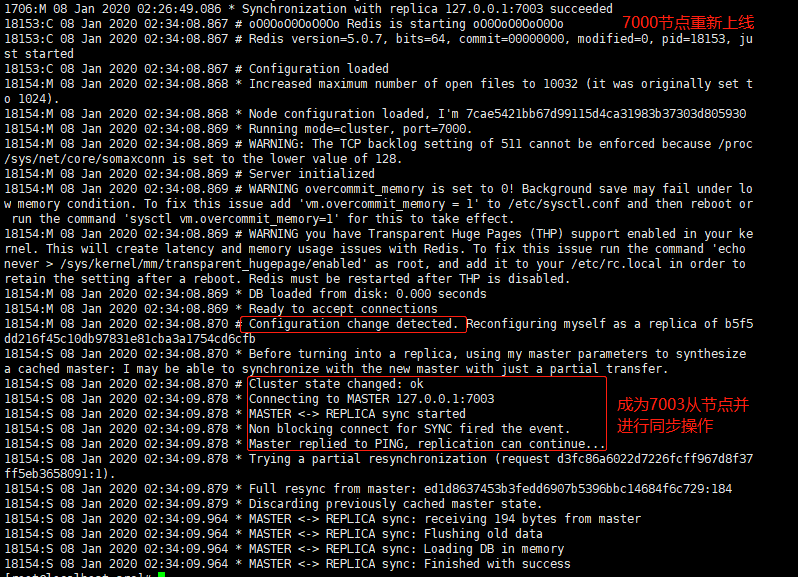 1706:M 08 Jan 2020 02:26:49.086 * Synchronization with replica 127.0.0.1:7003 succeeded
18153:C 08 Jan 2020 02:34:08.867 # oO0OoO0OoO0Oo Redis is starting oO0OoO0OoO0Oo
7000节点重新上线
18153:C 08 Jan 2020 02:34:08.867 # Redis version=5.0.7, bits=64, commit=00000000, modified=0, pid=18153, ju
st started
18153:C 08 Jan 2020 02:34:08.867 # Configuration loaded
18154:M 08 Jan 2020 02:34:08.868 * Increased maximum number of open files to 10032 (it was originally set t
o 1024).
18154:M 08 Jan 2020 02:34:08.868 * Node configuration loaded, I'm 7cae5421bb67d99115d4ca31983b37303d805930
18154:M 08 Jan 2020 02:34:08.869 * Running mode=cluster, port=7000.
18154:M 08 Jan 2020 02:34:08.869 # WARNING: The TCP backlog setting of 511 cannot be enforced because /proc
/sys/net/core/somaxconn is set to the lower value of 128.
18154:M 08 Jan 2020 02:34:08.869 # Server initialized
18154:M 08 Jan 2020 02:34:08.869 # WARNING overcommit_memory is set to 0! Background save may fail under lo
w memory condition. To fix this issue add 'vm.overcommit_memory = 1' to /etc/sysctl.conf and then reboot or
run the command 'sysctl vm.overcommit_memory=1' for this to take effect.
18154:M 08 Jan 2020 02:34:08.869 # WARNING you have Transparent Huge Pages (THP) support enabled in your ke
rnel. This will create latency and memory usage issues with Redis. To fix this issue run the command 'echo
never > /sys/kernel/mm/transparent_hugepage/enabled' as root, and add it to your /etc/rc.local in order to
retain the setting after a reboot. Redis must be restarted after THP is disabled.
18154:M 08 Jan 2020 02:34:08.869 * DB loaded from disk: 0.000 seconds
18154:M 08 Jan 2020 02:34:08.869 * Ready to accept connections
18154:M 08 Jan 2020 02:34:08.870 # Configuration change detected. Reconfiguring myself as a replica of b5f5
dd216f45c10db97831e81cba3a1754cd6cfb
18154:S 08 Jan 2020 02:34:08.870 * Before turning into a replica, using my master parameters to synthesize
a cached master: I may be able to synchronize with the new master with just a partial transfer.
18154:S 08 Jan 2020 02:34:08.870 # Cluster state changed: ok
18154:S 08 Jan 2020 02:34:09.878 * Connecting to MASTER 127.0.0.1:7003
18154:S 08 Jan 2020 02:34:09.878 * MASTER <-> REPLICA sync started
18154:S 08 Jan 2020 02:34:09.878 * Non blocking connect for SYNC fired the event.
18154:S 08 Jan 2020 02:34:09.878 * Master replied to PING, replication can continue...
成为7003从节点并
进行同步操作
18154:S 08 Jan 2020 02:34:09.878 * Trying a partial resynchronization (request d3fc86a6022d7226fcff967d8f37
ff5eb3658091:1).
18154:S 08 Jan 2020 02:34:09.879 * Full resync from master: ed1d8637453b3fedd6907b5396bbc14684f6c729:184
18154:S 08 Jan 2020 02:34:09.879 * Discarding previously cached master state.
18154:S 08 Jan 2020 02:34:09.964 * MASTER <-> REPLICA sync: receiving 194 bytes from master
18154:S 08 Jan 2020 02:34:09.964 * MASTER <-> REPLICA sync: Flushing old data
18154:S 08 Jan 2020 02:34:09.964 * MASTER <-> REPLICA sync: Loading DB in memory
18154:S 08 Jan 2020 02:34:09.964 * MASTER <-> REPLICA sync: Finished with success